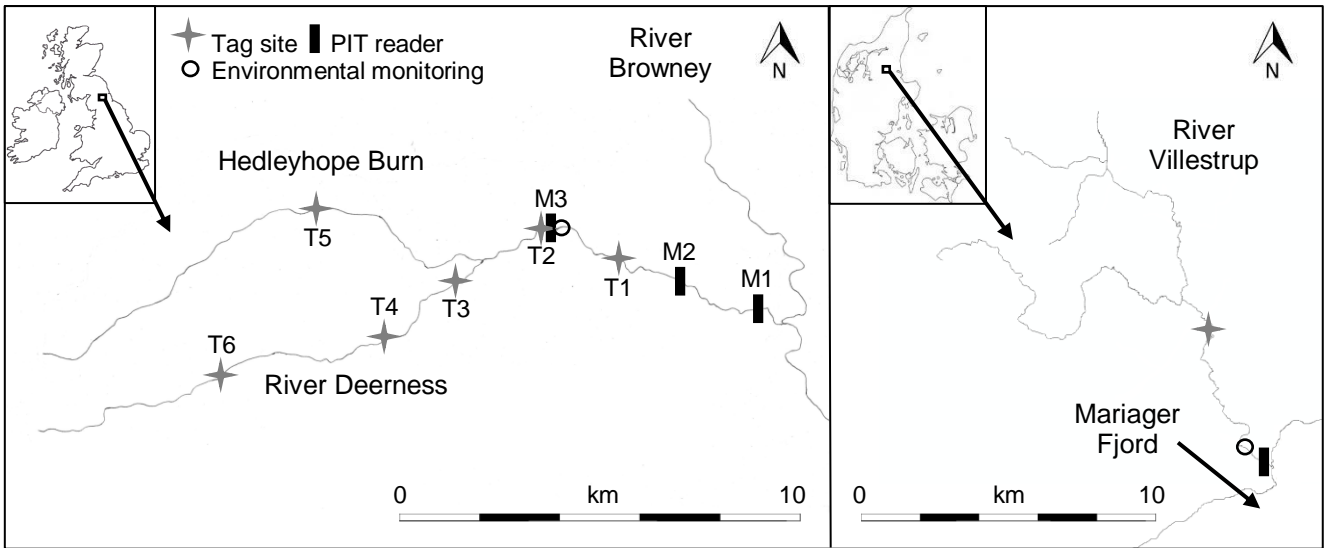 Tag site PIT reader
Environmental monitoring
River
Browney
N
Hedleyhope Burn
M3
T5
T2
M2
T1
M1
T3
T4
T6
River Deerness
0 km 10
N
River
Villestrup
Mariager
Fjord
0 km 10